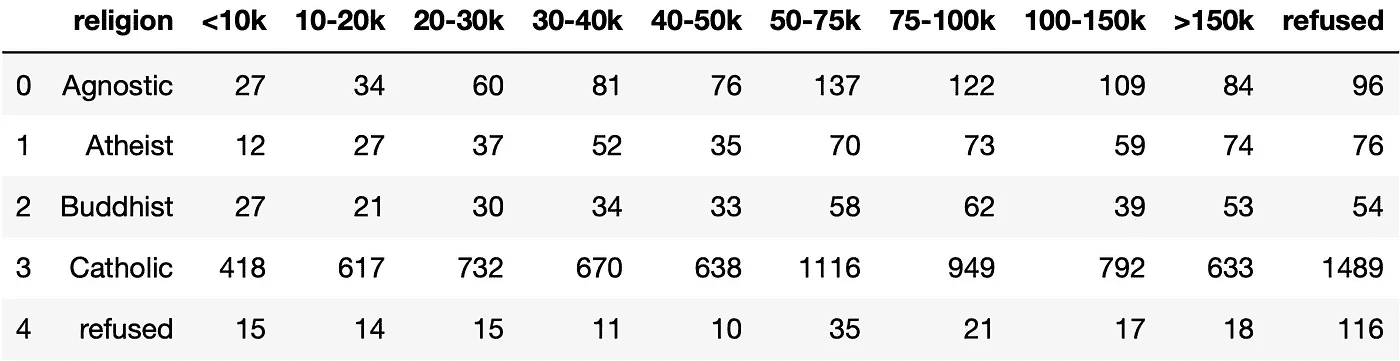 religion <10k 10-20k 20-30k 30-40k 40-50k 50-75k 75-100k 100-150k >150k refused
0 Agnostic 27 34 60 81 76 137 122 109 84 96
1 Atheist 12 27 37 52 35 70 73 59 74 76
2 Buddhist 27 21 30 34 33 58 62 39 53 54
3 Catholic 418 617 732 670 638 1116 949 792 633 1489
4 refused 15 14 15 11 10 35 21 17 18 116